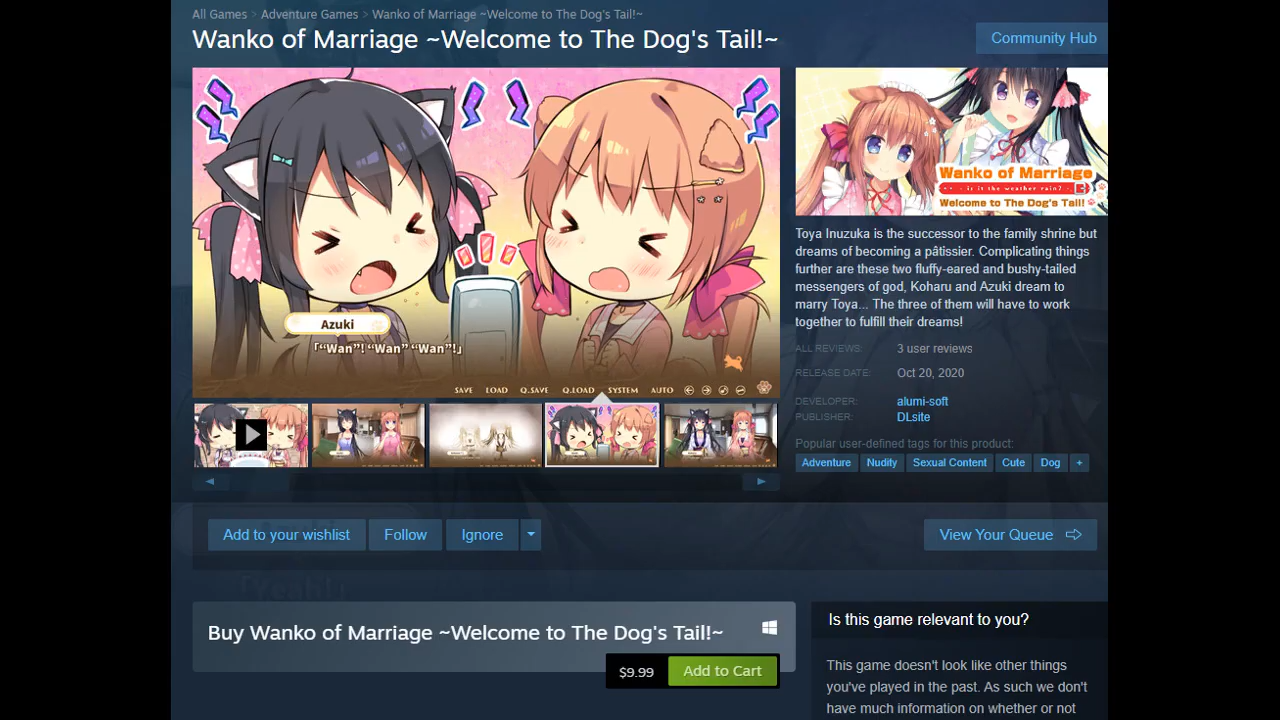 All Games > Adventure Games > Wanko of Marriage ~Welcome to The Dog's Tail!~
Wanko of Marriage ~Welcome to The Dog's Tail!~
Community Hub
Azuki
「“Wan”! “Wan” “Wan”!」
SAVE LOAD Q.SAVE Q.LOAD SYSTEM AUTO
Wanko of Marriage
is it the weather rain?
Welcome to The Dog's Tail!
Toya Inuzuka is the successor to the family shrine but
dreams of becoming a pâtissier. Complicating things
further are these two fluffy-eared and bushy-tailed
messengers of god, Koharu and Azuki dream to
marry Toya... The three of them will have to work
together to fulfill their dreams!
ALL REVIEWS: 3 user reviews
RELEASE DATE: Oct 20, 2020
DEVELOPER: alumi-soft
PUBLISHER: DLsite
Popular user-defined tags for this product:
Adventure Nudity Sexual Content Cute Dog +
Add to your wishlist Follow Ignore View Your Queue
「Yeah!」
Buy Wanko of Marriage ~Welcome to The Dog's Tail!~
$9.99 Add to Cart
Is this game relevant to you?
This game doesn't look like other things
you've played in the past. As such we don't
have much information on whether or not